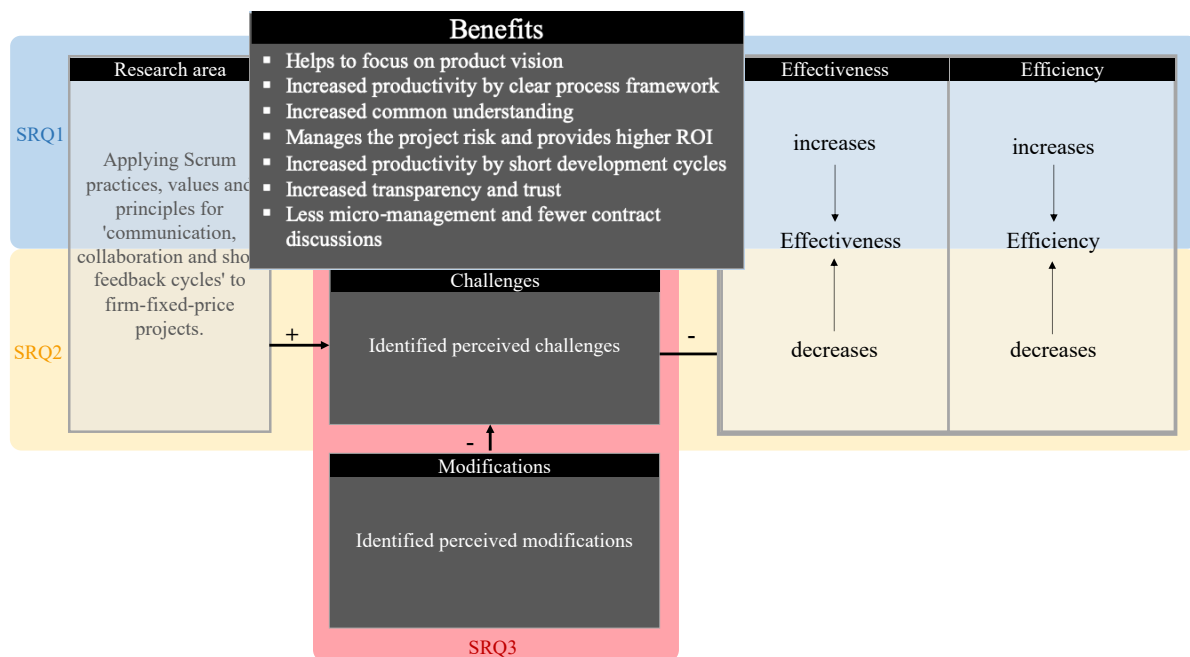 Benefits
▪ Helps to focus on product vision
▪ Increased productivity by clear process framework
▪ Increased common understanding
▪ Manages the project risk and provides higher ROI
▪ Increased productivity by short development cycles
▪ Increased transparency and trust
▪ Less micro-management and fewer contract
discussions
Research area
SRQ1
Applying Scrum
practices, values and
principles for
'communication,
collaboration and
feedback cycles' to
firm-fixed-price
projects.
SRQ2
+
Challenges
Identified perceived challenges
-
-
Modifications
Identified perceived modifications
SRQ3
Effectiveness
increases
Effectiveness
decreases
Efficiency
increases
Efficiency
decreases